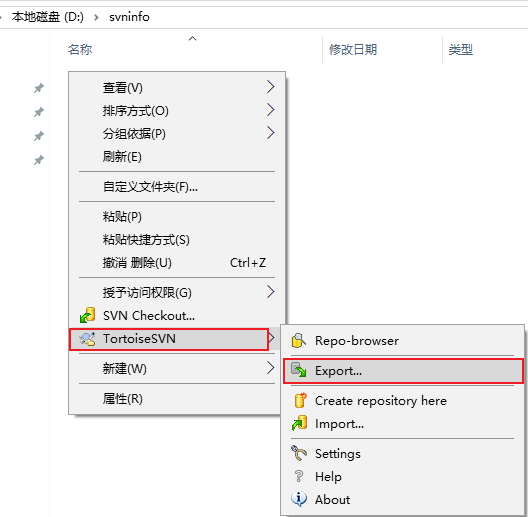 本地磁盘 (D:) › svninfo
名称 修改日期 类型
查看(V)
排序方式(O)
分组依据(P)
刷新(E)
自定义文件夹(F)...
粘贴(P)
粘贴快捷方式(S)
撤消 删除(U) Ctrl+Z
授予访问权限(G)
SVN Checkout...
TortoiseSVN
新建(W)
属性(R)
Repo-browser
Export...
Create repository here
Import...
Settings
Help
About